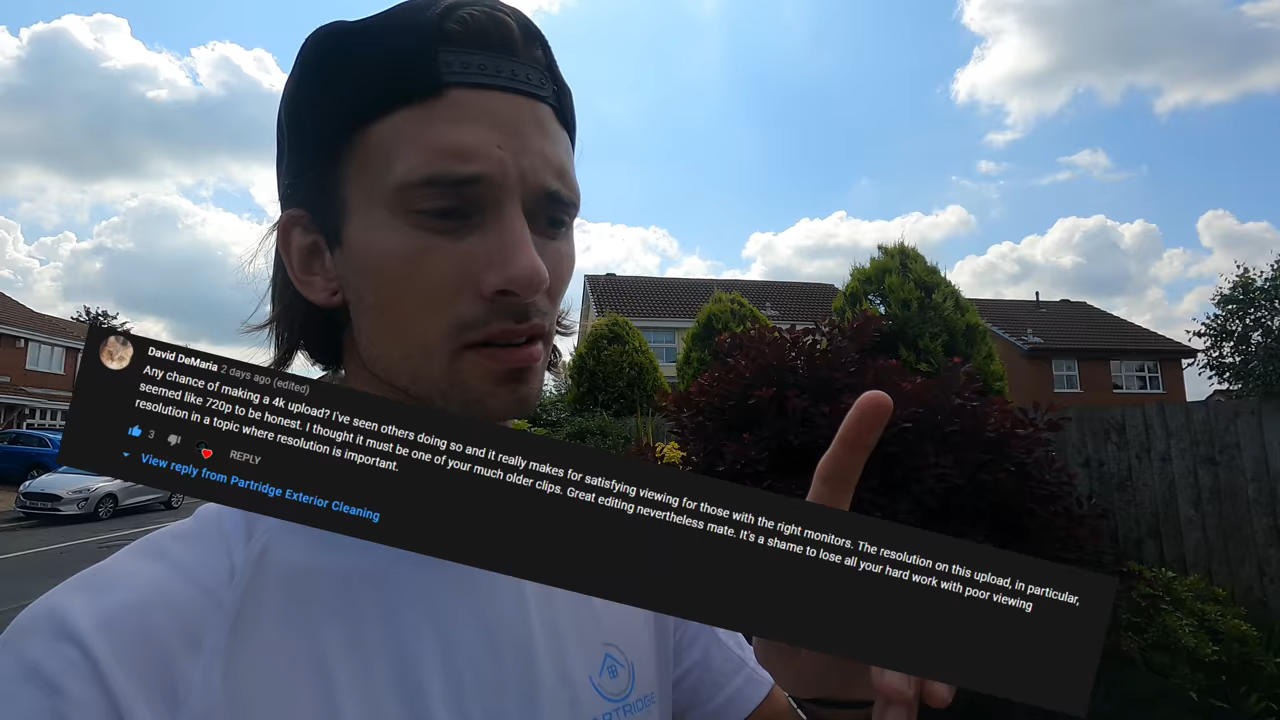 David DeMaria 2 days ago (edited)
Any chance of making a 4k upload? I've seen others doing so and it really makes for satisfying viewing for those with the right monitors. The resolution on this upload, in particular,
seemed like 720p to be honest. I thought it must be one of your much older clips. Great editing nevertheless mate. It's a shame to lose all your hard work with poor viewing
resolution in a topic where resolution is important.
3
REPLY
View reply from Partridge Exterior Cleaning
ARTRIDGE